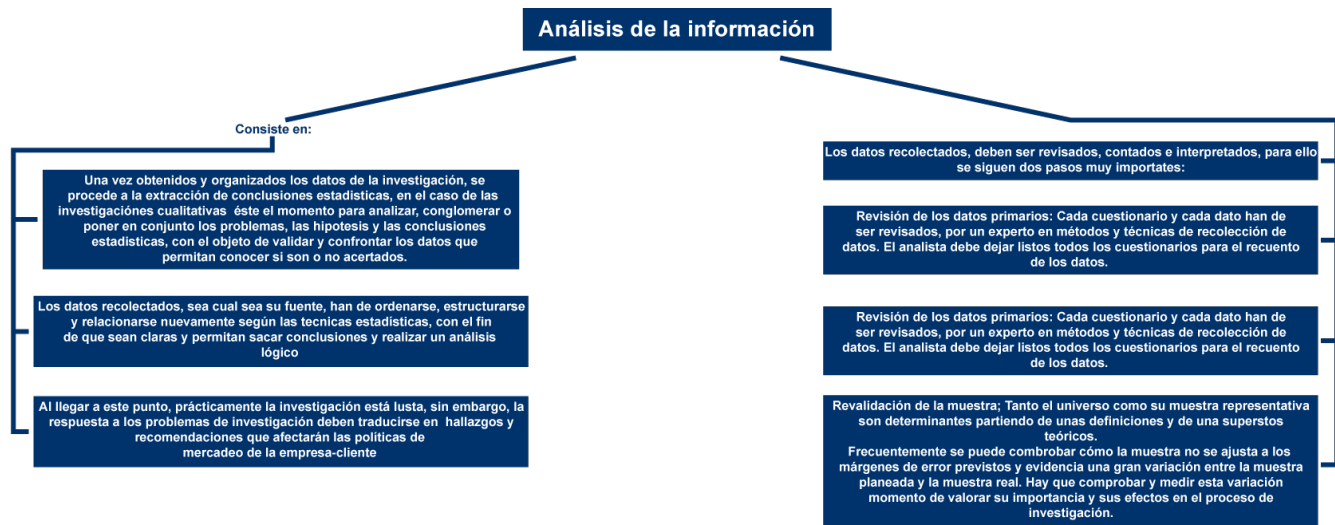 Análisis de la información
Consiste en:
Una vez obtenidos y organizados los datos de la investigación, se
procede a la extracción de conclusiones estadisticas, en el caso de las
investigaciónes cualitativas éste el momento para analizar, conglomerar o
poner en conjunto los problemas, las hipotesis y las conclusiones
estadísticas, con el objeto de validar y confrontar los datos que
permitan conocer si son o no acertados.
Los datos recolectados, sea cual sea su fuente, han de ordenarse, estructurarse
y relacionarse nuevamente según las tecnicas estadísticas, con el fin
de que sean claras y permitan sacar conclusiones y realizar un análisis
lógico
Al llegar a este punto, prácticamente la investigación está lusta, sin embargo, la
respuesta a los problemas de investigación deben traducirse en hallazgos y
recomendaciones que afectarán las políticas de
mercadeo de la empresa-cliente
Los datos recolectados, deben ser revisados, contados e interpretados, para ello
se siguen dos pasos muy importates:
Revisión de los datos primarios: Cada cuestionario y cada dato han de
ser revisados, por un experto en métodos y técnicas de recolección de
datos. El analista debe dejar listos todos los cuestionarios para el recuento
de los datos.
Revisión de los datos primarios: Cada cuestionario y cada dato han de
ser revisados, por un experto en métodos y técnicas de recolección de
datos. El analista debe dejar listos todos los cuestionarios para el recuento
de los datos.
Revalidación de la muestra; Tanto el universo como su muestra representativa
son determinantes partiendo de unas definiciones y de una superstos
teóricos.
Frecuentemente se puede combrobar cómo la muestra no se ajusta a los
márgenes de error previstos y evidencia una gran variación entre la muestra
planeada y la muestra real. Hay que comprobar y medir esta variación
momento de valorar su importancia y sus efectos en el proceso de
investigación.